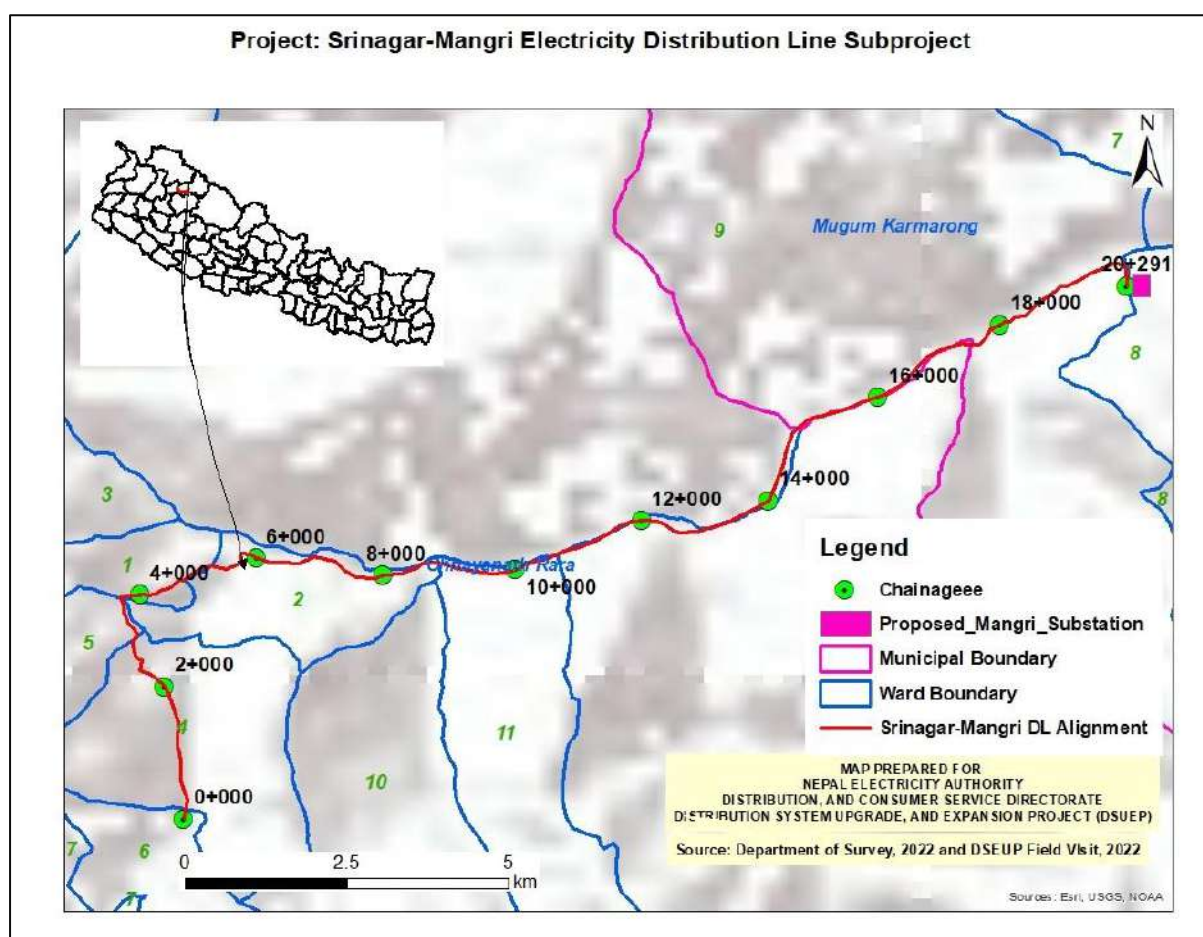 Project: Srinagar-Mangri Electricity Distribution Line Subproject
N
7
9
Mugum Karmarong
20+291
18+000
8
16+000
14+000
12+000
8
3
6+000
8+000
1
4+000
Rara
10+000
2
5
2+000
4
11
10
0+000
7
6
7
0
2.5
5
km
Legend
Chainageee
Proposed_Mangri_Substation
Municipal Boundary
Ward Boundary
Srinagar-Mangri DL Alignment
MAP PREPARED FOR
NEPAL ELECTRICITY AUTHORITY
DISTRIBUTION, AND CONSUMER SERVICE DIRECTORATE
DISTRIBUTION SYSTEM UPGRADE, AND EXPANSION PROJECT (DSUEP)
Source: Department of Survey, 2022 and DSEUP Field Visit, 2022
Sources: Esri, USGS, NOAA